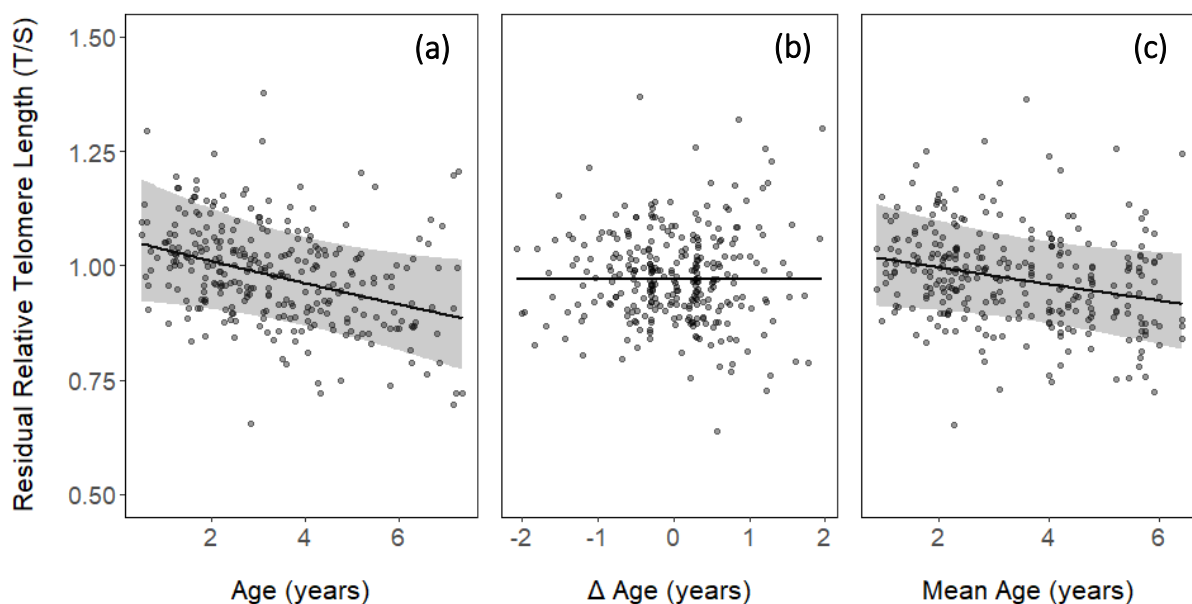 Residual Relative Telomere Length (T/S)
1.50
1.25
1.00
0.75
0.50
(a)
2 4 6
Age (years)
(b)
-2 -1 0 1 2
Δ Age (years)
(c)
2 4 6
Mean Age (years)